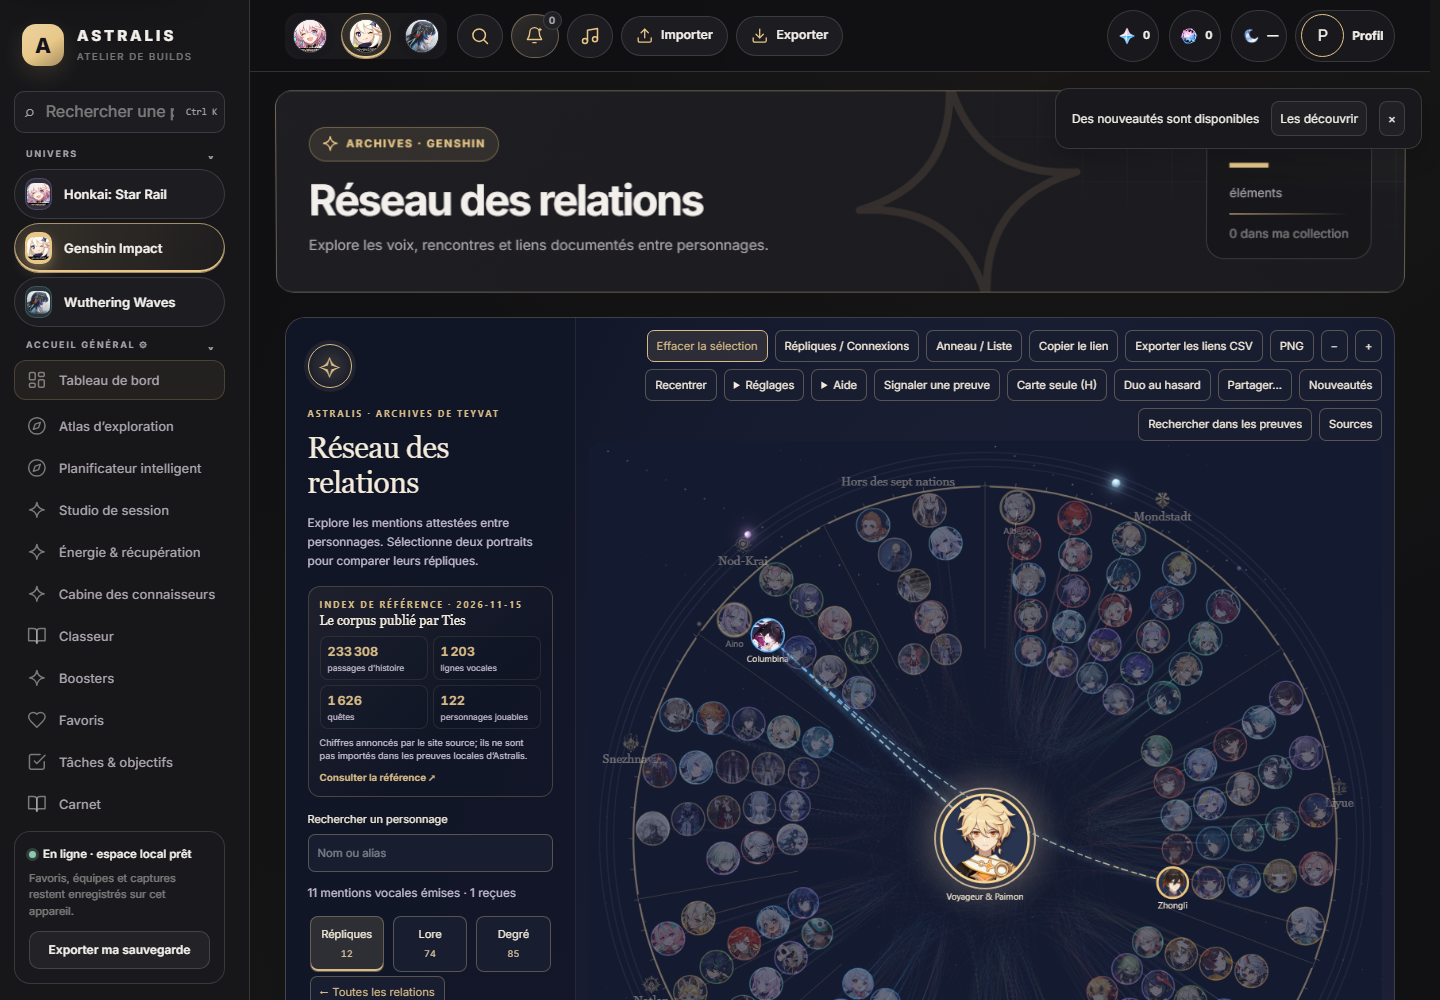 A
ASTRALIS
ATELIER DE BUILDS
Rechercher une p
Ctrl K
UNIVERS
Honkai: Star Rail
Genshin Impact
Wuthering Waves
ACCUEIL GÉNÉRAL
Tableau de bord
Atlas d’exploration
Planificateur intelligent
Studio de session
Énergie & récupération
Cabine des connaisseurs
Classeur
Boosters
Favoris
Tâches & objectifs
Carnet
En ligne · espace local prêt
Favoris, équipes et captures
restent enregistrés sur cet
appareil.
Exporter ma sauvegarde
0
Importer
Exporter
0
0
—
P
Profil
Des nouveautés sont disponibles
Les découvrir
×
ARCHIVES · GENSHIN
Réseau des relations
Explore les voix, rencontres et liens documentés entre personnages.
éléments
0 dans ma collection
ASTRALIS · ARCHIVES DE TEYVAT
Réseau des
relations
Explore les mentions attestées entre
personnages. Sélectionne deux portraits
pour comparer leurs répliques.
INDEX DE RÉFÉRENCE · 2026-11-15
Le corpus publié par Ties
233 308
passages d’histoire
1 203
lignes vocales
1 626
quêtes
122
personnages jouables
Chiffres annoncés par le site source; ils ne sont
pas importés dans les preuves locales d’Astralis.
Consulter la référence ↗
Rechercher un personnage
Nom ou alias
11 mentions vocales émises · 1 reçues
Répliques
12
Lore
74
Degré
85
← Toutes les relations
Effacer la sélection
Répliques / Connexions
Anneau / Liste
Copier le lien
Exporter les liens CSV
PNG
−
+
Recentrer
▶ Réglages
▶ Aide
Signaler une preuve
Carte seule (H)
Duo au hasard
Partager...
Nouveautés
Rechercher dans les preuves
Sources
Hors des sept nations
Mondstadt
Nod-Krai
Aino
Columbina
Liyue
Voyageur & Paimon
Zhongli